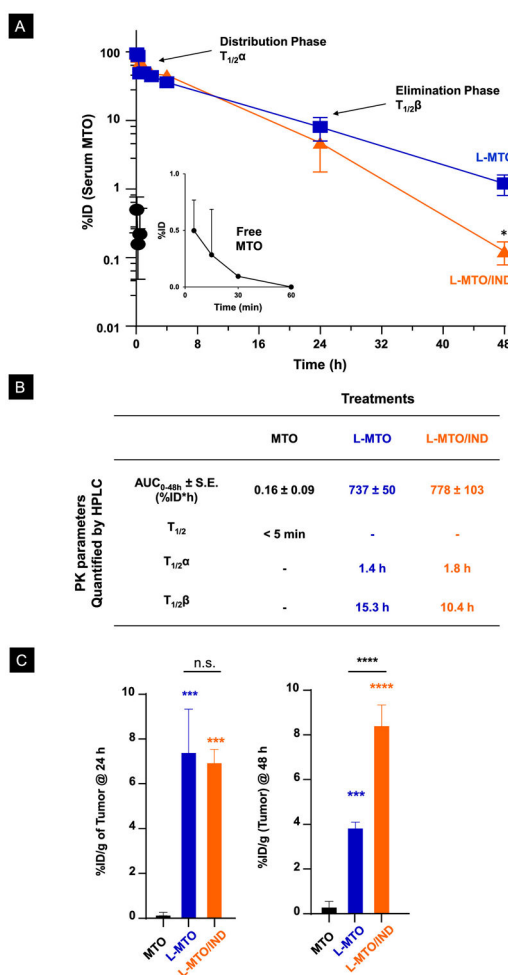 A
%ID (Serum MTO)
100
10
1
0.1
0.01
Distribution Phase
T1/2α
Elimination Phase
T1/2β
L-MTO
*
L-MTO/IND
%ID
1.0
0.5
0.0
Free
MTO
0 30 60
Time (min)
0 8 16 24 32 40 48
Time (h)
B
Treatments
MTO L-MTO L-MTO/IND
PK parameters
Quantified by HPLC
AUC0-48h ± S.E.
(%ID*h)
0.16 ± 0.09 737 ± 50 778 ± 103
T1/2 < 5 min - -
T1/2α - 1.4 h 1.8 h
T1/2β - 15.3 h 10.4 h
C
n.s.
***
***
%ID/g of Tumor @ 24 h
10
8
6
4
2
0
MTO
L-MTO
L-MTO/IND
****
****
***
%ID/g (Tumor) @ 48 h
10
8
6
4
2
0
MTO
L-MTO
L-MTO/IND